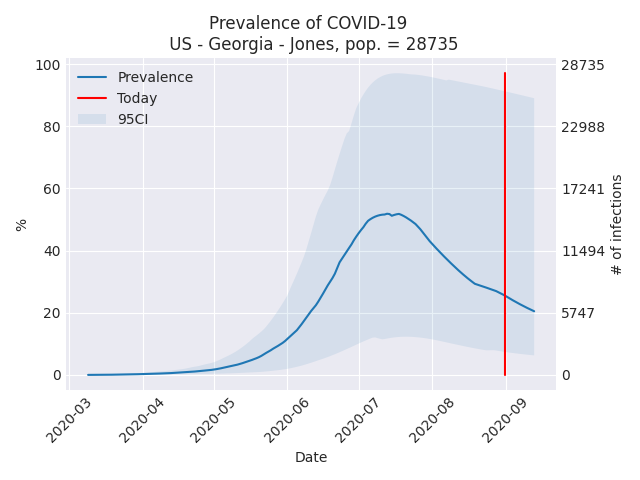 Prevalence of COVID-19
US - Georgia - Jones, pop. = 28735
Prevalence
Today
95CI
100
80
60
40
20
0
%
28735
22988
17241
11494
5747
0
# of infections
2020-03
2020-04
2020-05
2020-06
2020-07
2020-08
2020-09
Date